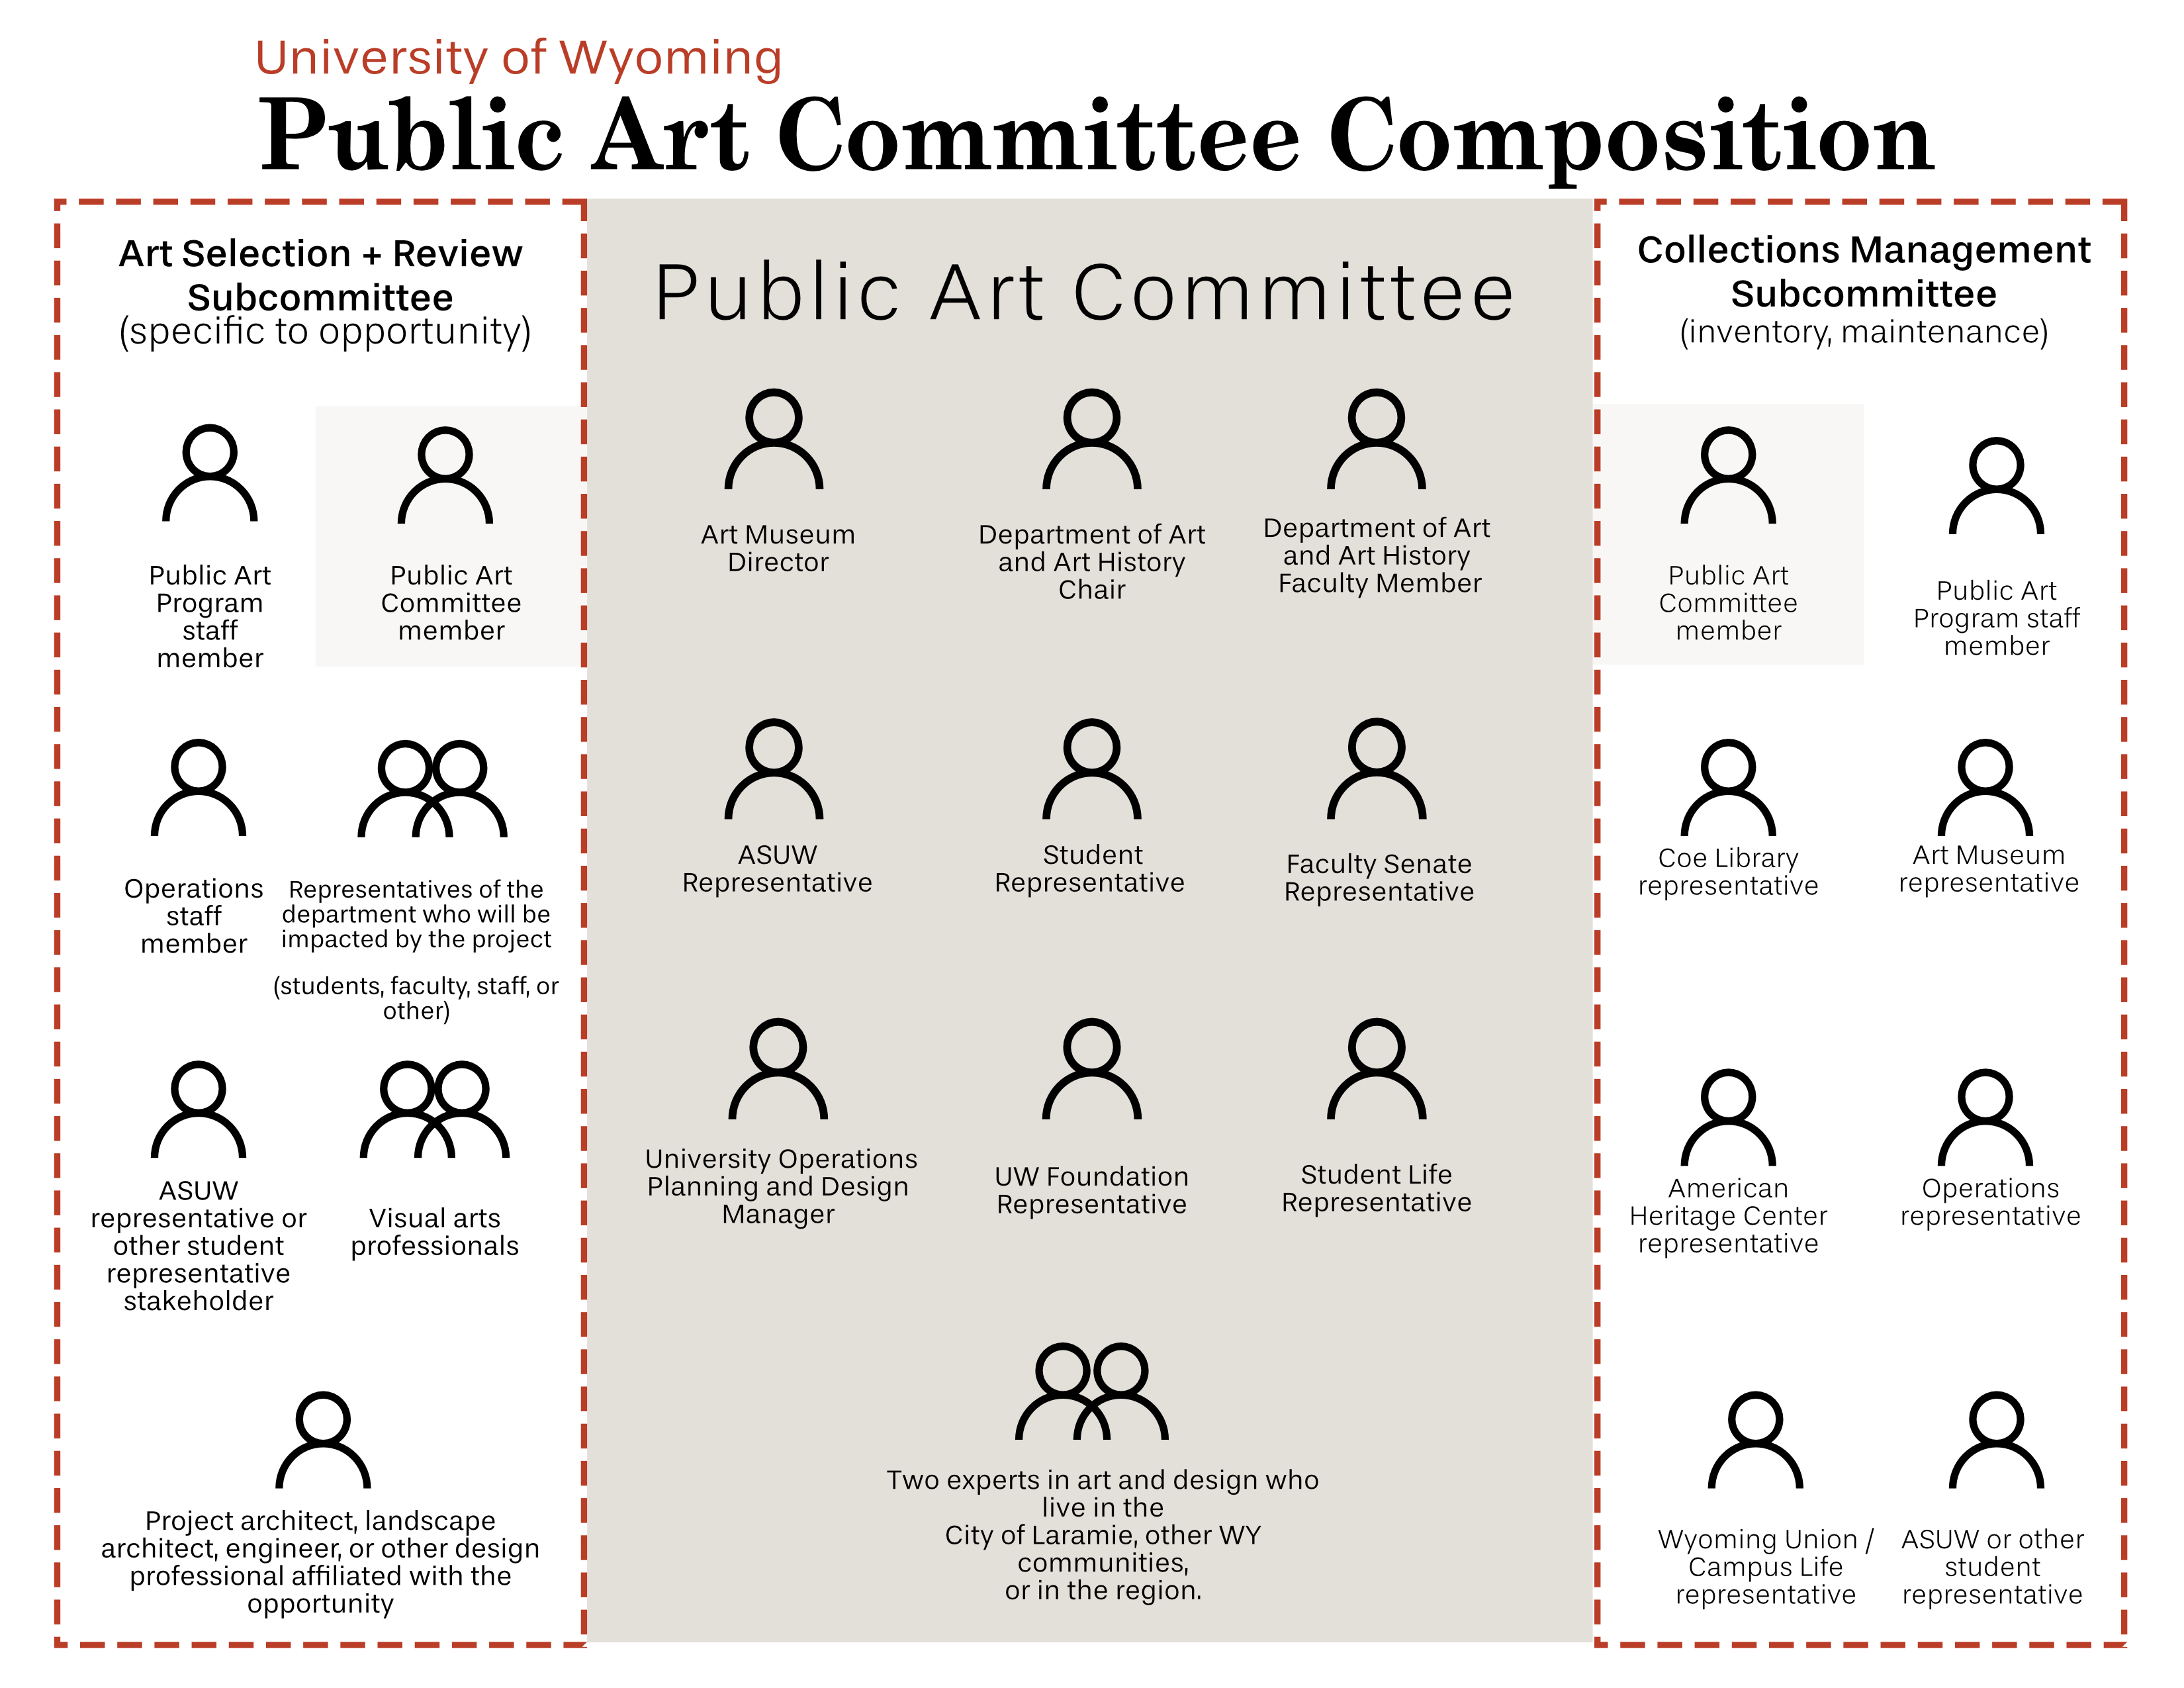 University of Wyoming
Public Art Committee Composition
Art Selection + Review
Subcommittee
(specific to opportunity)
Public Art
Program
staff
member
Public Art
Committee
member
Operations
staff
member
Representatives of the
department who will be
impacted by the project
(students, faculty, staff, or
other)
ASUW
representative or
other student
representative
stakeholder
Visual arts
professionals
Project architect, landscape
architect, engineer, or other design
professional affiliated with the
opportunity
Public Art Committee
Art Museum
Director
Department of Art
and Art History
Chair
Department of Art
and Art History
Faculty Member
ASUW
Representative
Student
Representative
Faculty Senate
Representative
University Operations
Planning and Design
Manager
UW Foundation
Representative
Student Life
Representative
Two experts in art and design who
live in the
City of Laramie, other WY
communities,
or in the region.
Collections Management
Subcommittee
(inventory, maintenance)
Public Art
Committee
member
Public Art
Program staff
member
Coe Library
representative
Art Museum
representative
American
Heritage Center
representative
Operations
representative
Wyoming Union /
Campus Life
representative
ASUW or other
student
representative